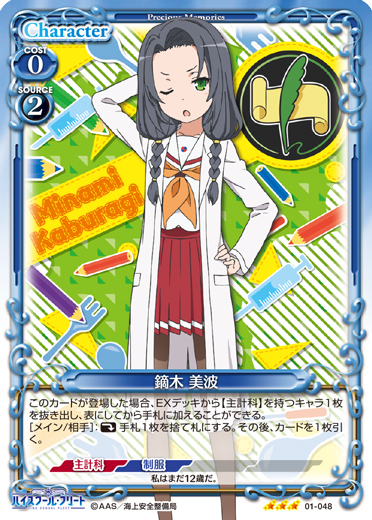 Precious Memories
Character
COST
0
SOURCE
2
Minami
Kaburagi
鏑木 美波
このカードが登場した場合、EXデッキから【主計科】を持つキャラ1枚
を抜き出し、表にしてから手札に加えることができる。
[メイン/相手]: 手札1枚を捨て札にする。その後、カードを1枚引
く。
主計科 制服
私はまだ12歳だ。
ハイスクール・フリート
©AAS/海上安全整備局
★★★ 01-048